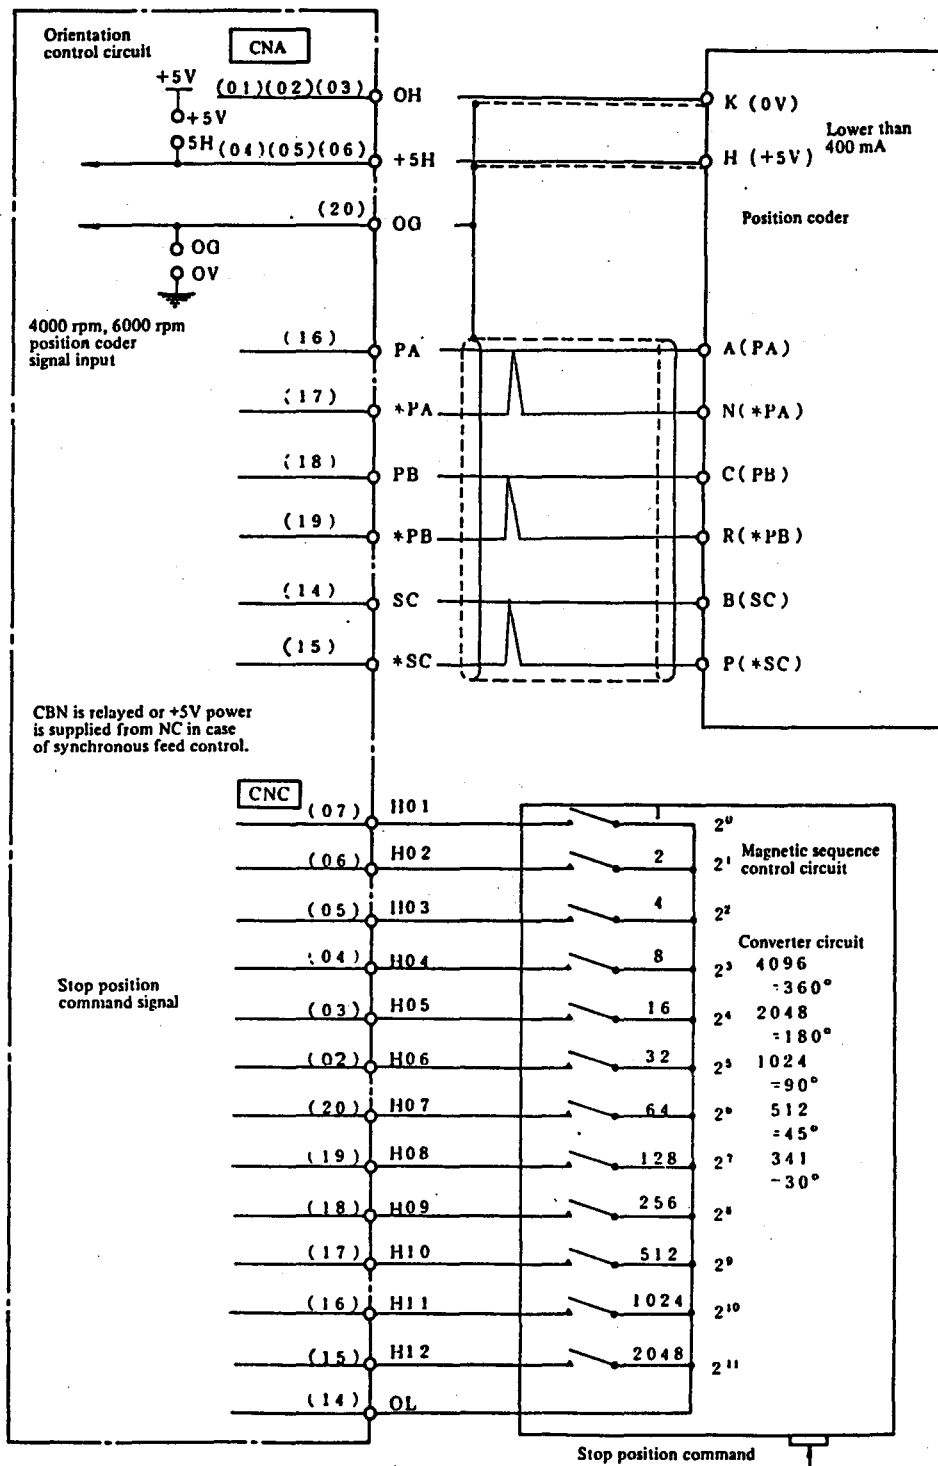 Orientation
control circuit
CNA
+5V
(01)(02)(03) OH K (0V)
+5V
5H (04)(05)(06) +5H H (+5V)
Lower than
400 mA
(20) OG
Position coder
OG
OV
4000 rpm, 6000 rpm
position coder
signal input
(16) PA A(PA)
(17) *PA N(*PA)
(18) PB C(PB)
(19) *PB R(*PB)
(14) SC B(SC)
(15) *SC P(*SC)
CBN is relayed or +5V power
is supplied from NC in case
of synchronous feed control.
CNC
(07) H01 1 2⁰
(06) H02 2 2¹
Magnetic sequence
control circuit
(05) H03 4 2²
Converter circuit
(04) H04 8 2³ 4096
=360°
Stop position
command signal
(03) H05 16 2⁴ 2048
=180°
(02) H06 32 2⁵ 1024
=90°
(20) H07 64 2⁶ 512
=45°
(19) H08 128 2⁷ 341
-30°
(18) H09 256 2⁸
(17) H10 512 2⁹
(16) H11 1024 2¹⁰
(15) H12 2048 2¹¹
(14) OL
Stop position command